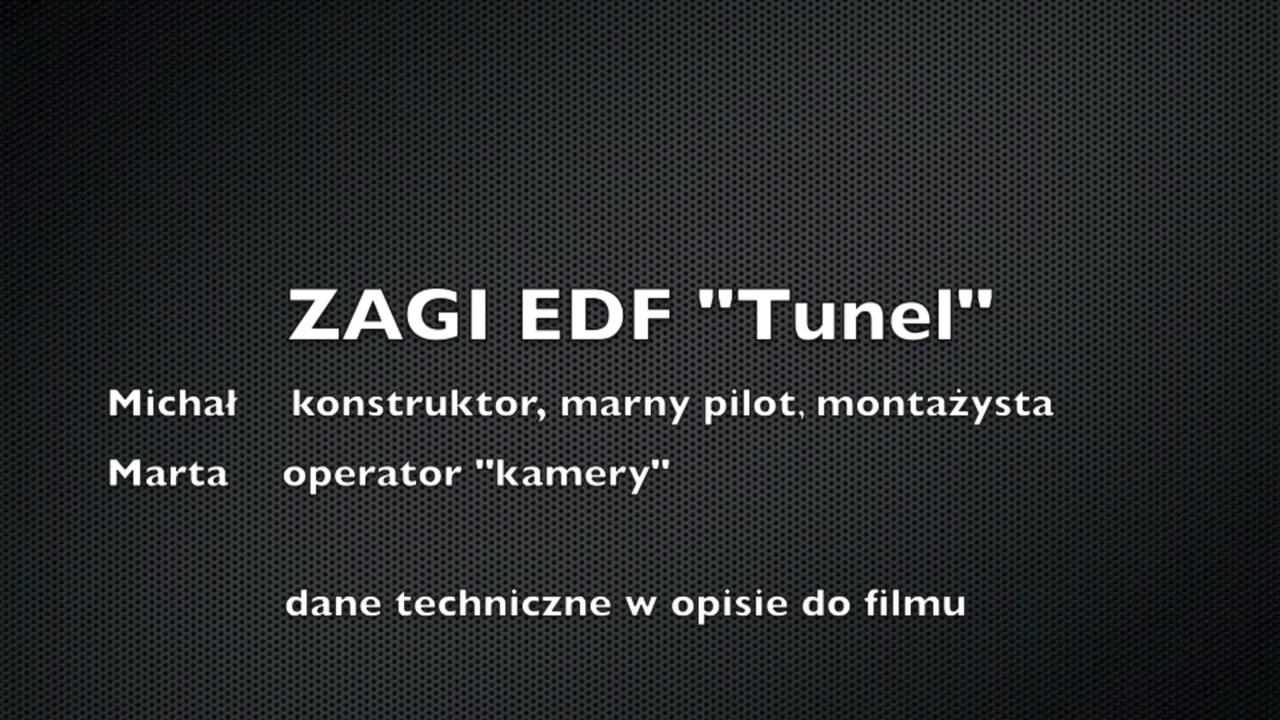 ZAGI EDF "Tunel"
Michał konstruktor, marny pilot, montażysta
Marta operator "kamery"
dane techniczne w opisie do filmu